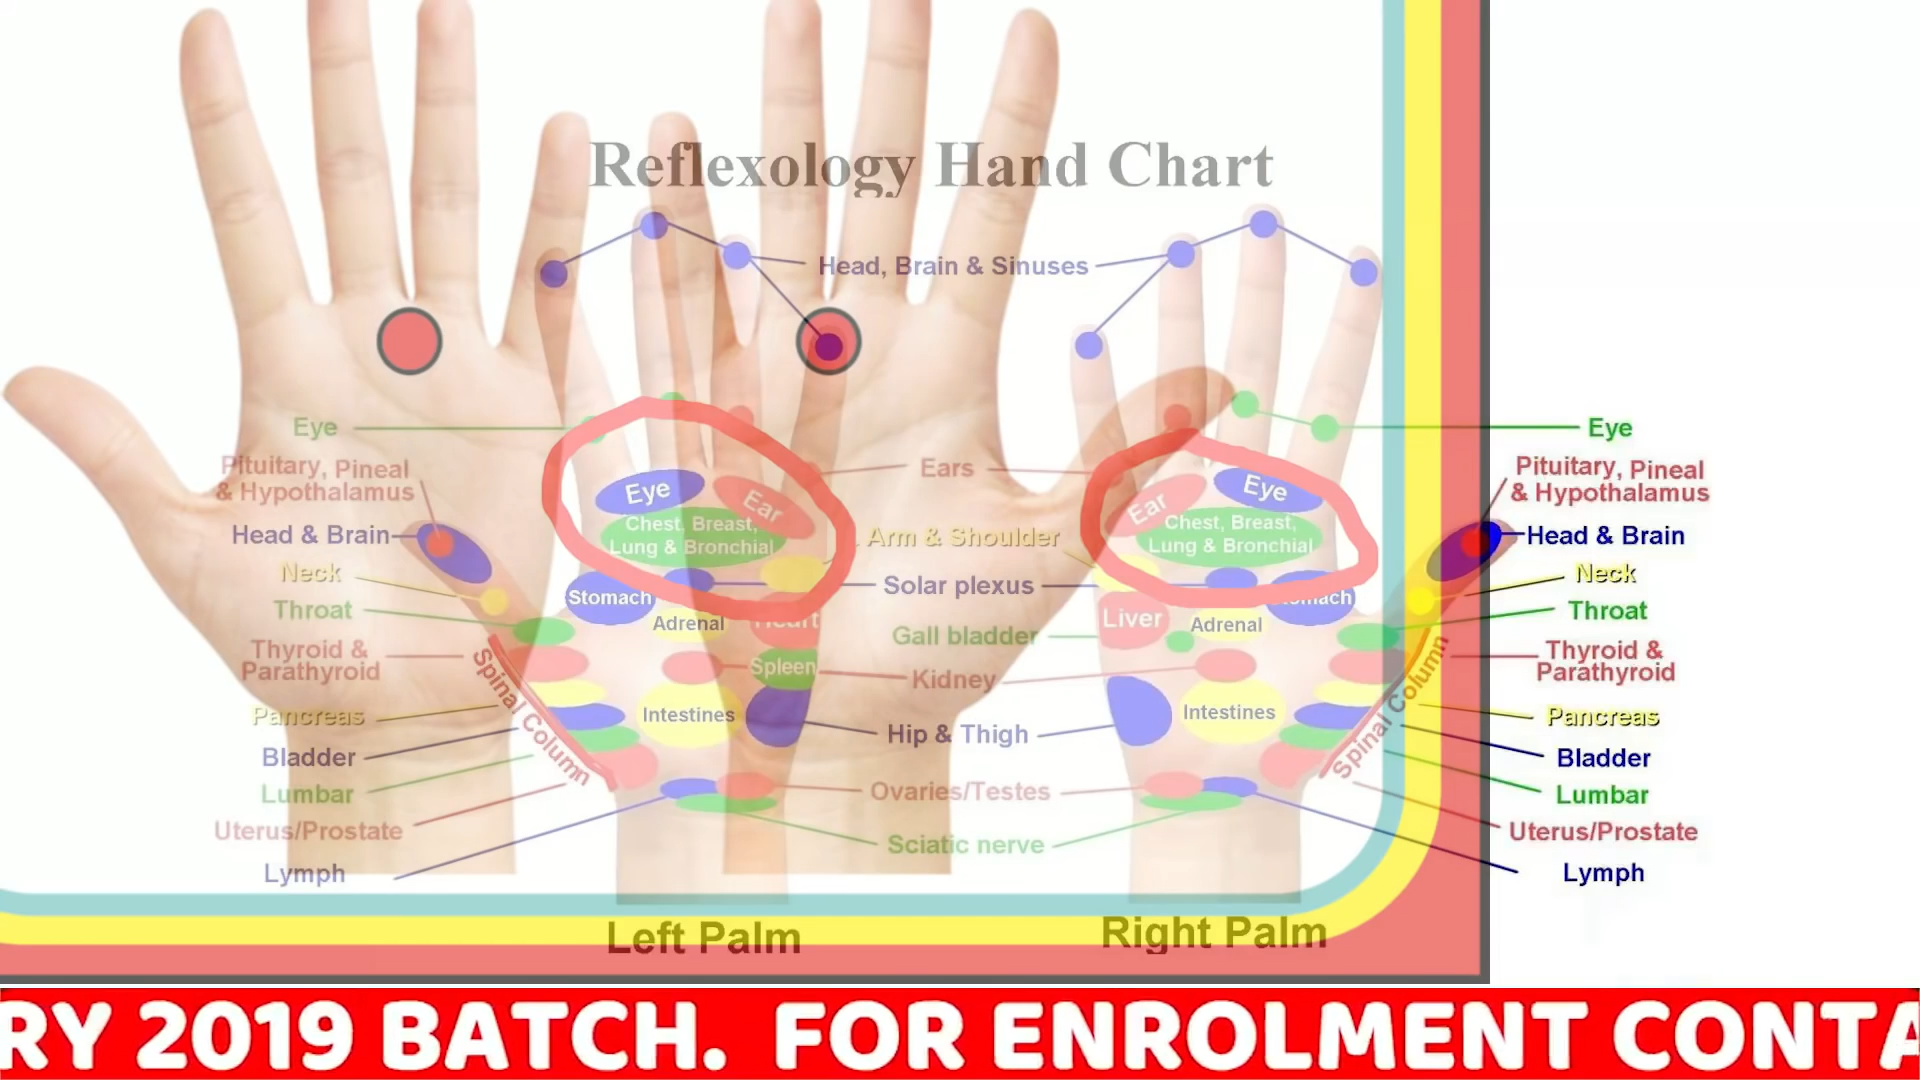 Reflexology Hand Chart
Head, Brain & Sinuses
Eye
Eye
Pituitary, Pineal
& Hypothalamus
Ears
Pituitary, Pineal
& Hypothalamus
Eye
Ear
Ear
Eye
Chest, Breast,
Lung & Bronchial
Chest, Breast,
Lung & Bronchial
Head & Brain
Arm & Shoulder
Head & Brain
Neck
Solar plexus
Neck
Stomach
Stomach
Throat
Adrenal
Heart
Liver
Adrenal
Throat
Gall bladder
Thyroid &
Parathyroid
Spleen
Kidney
Thyroid &
Parathyroid
Spinal Column
Spinal Column
Pancreas
Intestines
Intestines
Pancreas
Hip & Thigh
Bladder
Bladder
Lumbar
Ovaries/Testes
Lumbar
Uterus/Prostate
Uterus/Prostate
Sciatic nerve
Lymph
Lymph
Left Palm
Right Palm
RY 2019 BATCH. FOR ENROLMENT CONTA